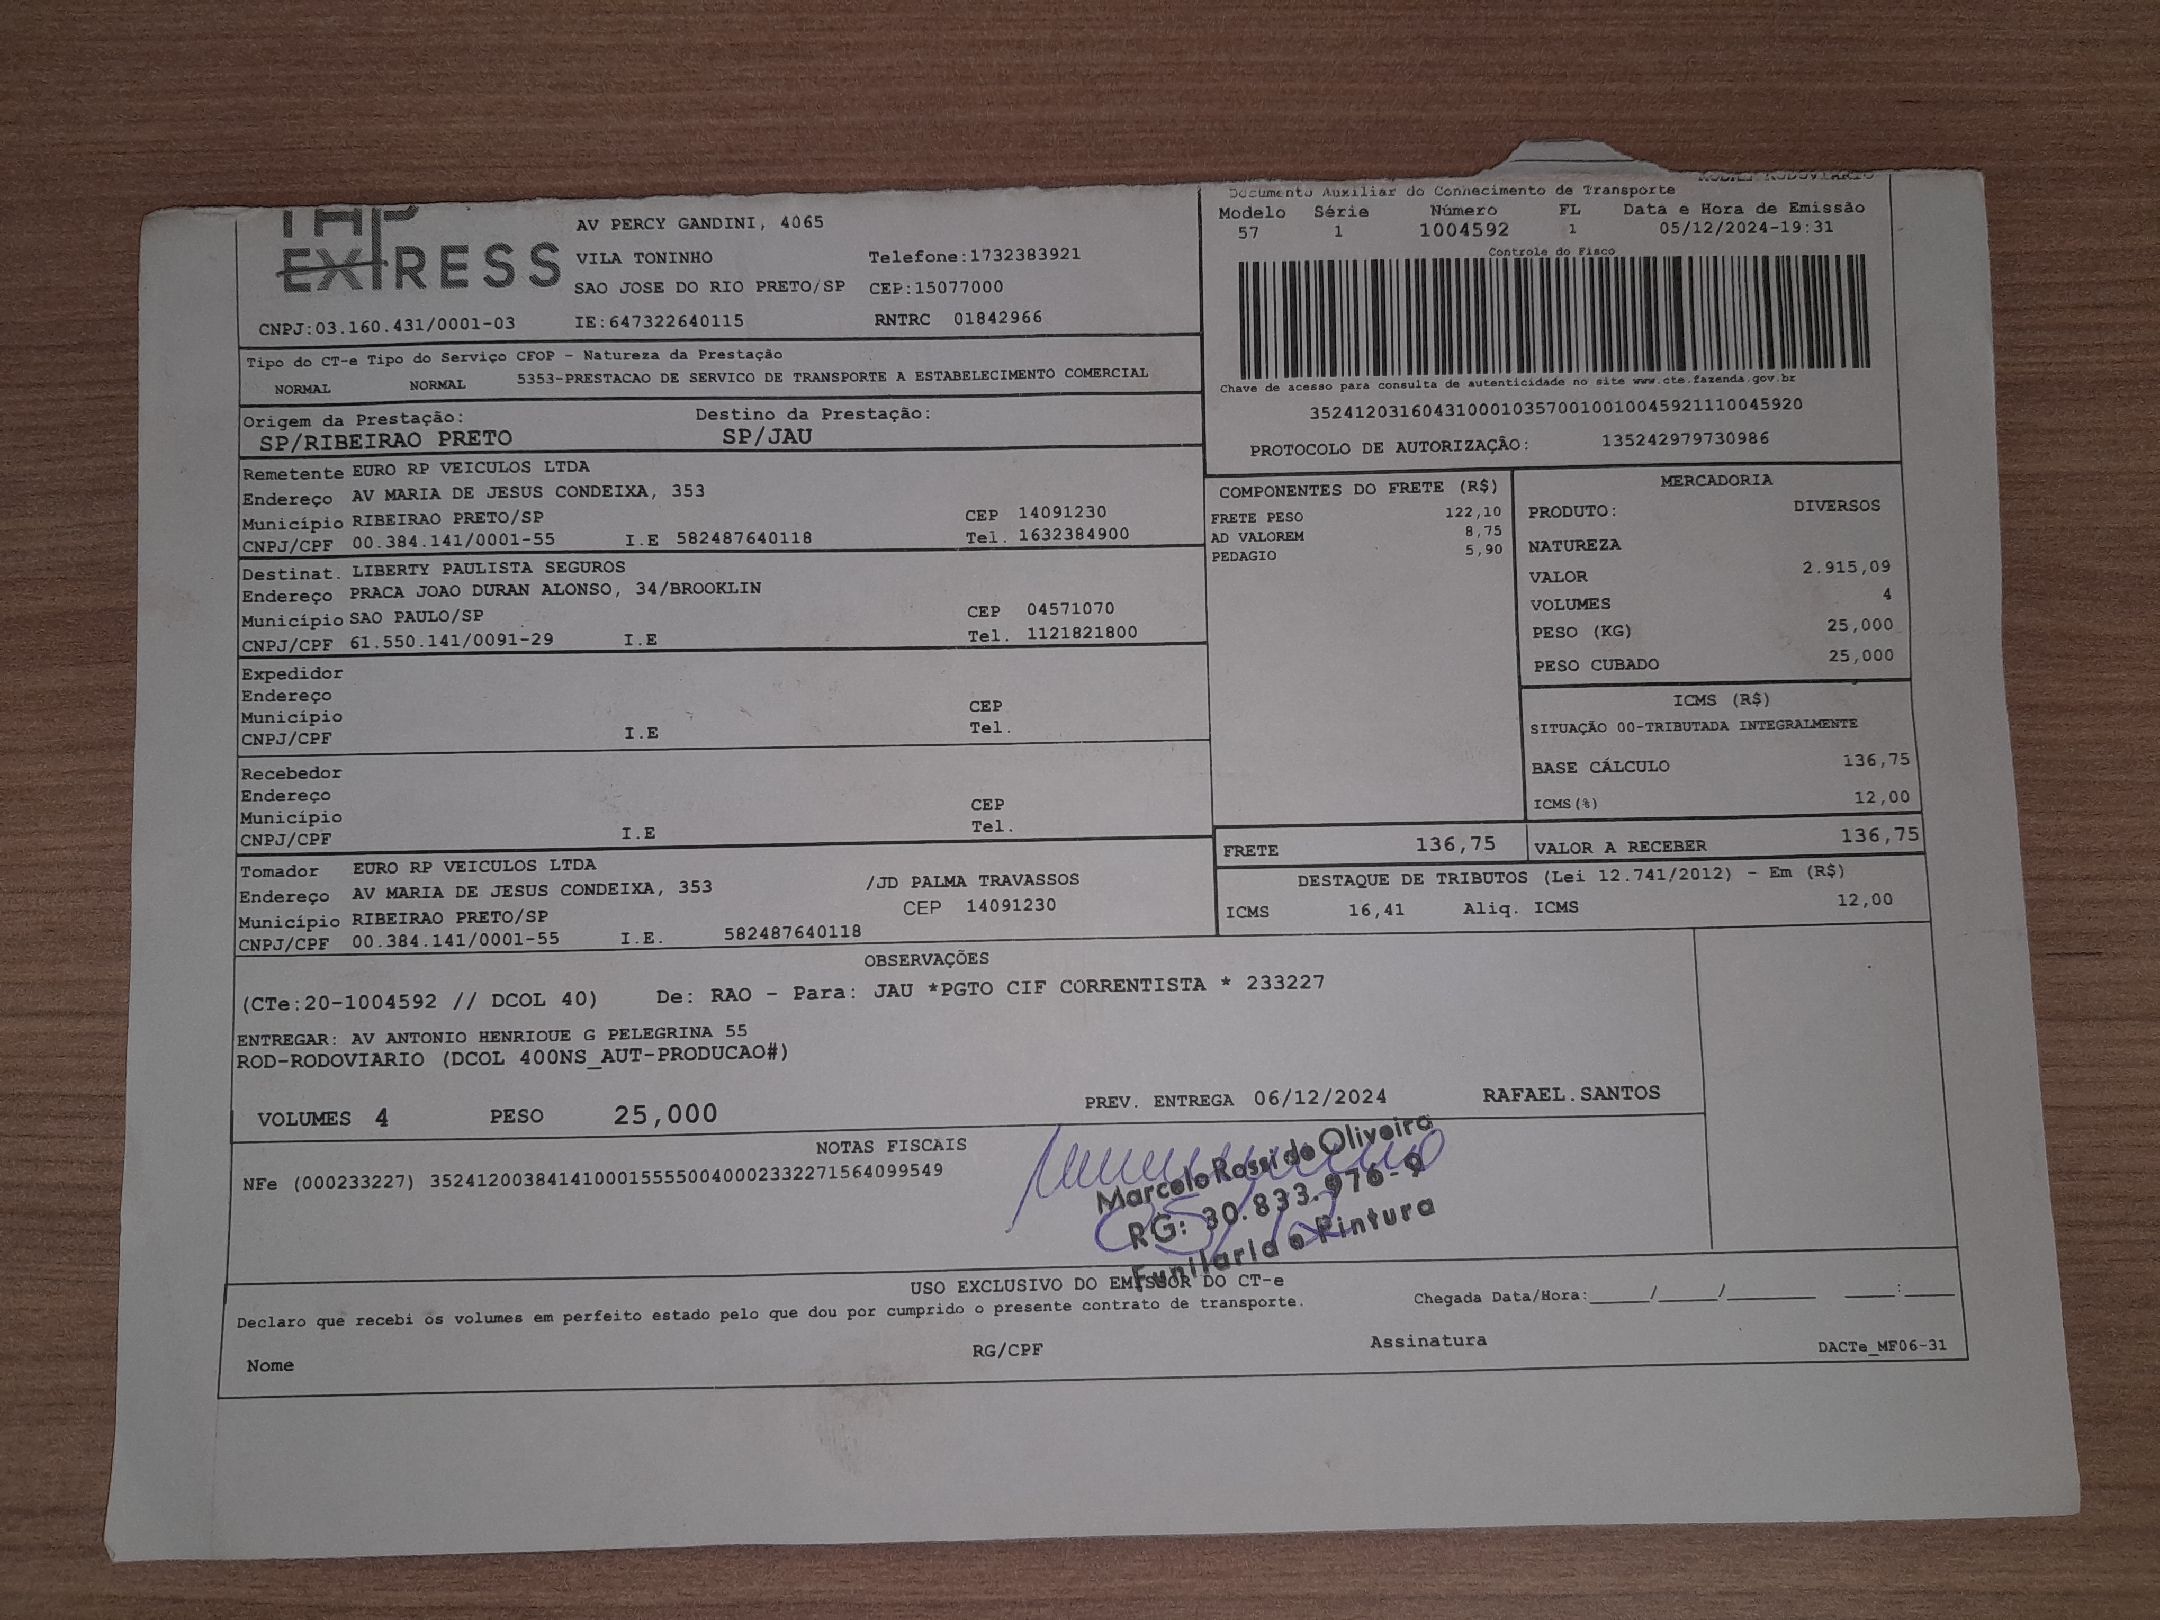 EXPRESS
AV PERCY GANDINI, 4065
VILA TONINHO Telefone:1732383921
SAO JOSE DO RIO PRETO/SP CEP:15077000
CNPJ:03.160.431/0001-03 IE:647322640115 RNTRC 01842966
Documento Auxiliar do Conhecimento de Transporte
Modelo Série Número FL Data e Hora de Emissão
57 1 1004592 1 05/12/2024-19:31
Controle do Fisco
Chave de acesso para consulta de autenticidade no site www.cte.fazenda.gov.br
35241203160431000103570010010045921110045920
PROTOCOLO DE AUTORIZAÇÃO: 135242979730986
Tipo do CT-e Tipo do Serviço CFOP - Natureza da Prestação
NORMAL NORMAL 5353-PRESTACAO DE SERVICO DE TRANSPORTE A ESTABELECIMENTO COMERCIAL
Origem da Prestação: Destino da Prestação:
SP/RIBEIRAO PRETO SP/JAU
Remetente EURO RP VEICULOS LTDA
Endereço AV MARIA DE JESUS CONDEIXA, 353
Município RIBEIRAO PRETO/SP CEP 14091230
CNPJ/CPF 00.384.141/0001-55 I.E 582487640118 Tel. 1632384900
Destinat. LIBERTY PAULISTA SEGUROS
Endereço PRACA JOAO DURAN ALONSO, 34/BROOKLIN
Município SAO PAULO/SP CEP 04571070
CNPJ/CPF 61.550.141/0091-29 I.E Tel. 1121821800
Expedidor
Endereço
Município CEP
CNPJ/CPF I.E Tel.
Recebedor
Endereço
Município CEP
CNPJ/CPF I.E Tel.
Tomador EURO RP VEICULOS LTDA
Endereço AV MARIA DE JESUS CONDEIXA, 353 /JD PALMA TRAVASSOS
Município RIBEIRAO PRETO/SP CEP 14091230
CNPJ/CPF 00.384.141/0001-55 I.E. 582487640118
COMPONENTES DO FRETE (R$)
FRETE PESO 122,10
AD VALOREM 8,75
PEDAGIO 5,90
MERCADORIA
PRODUTO: DIVERSOS
NATUREZA
VALOR 2.915,09
VOLUMES 4
PESO (KG) 25,000
PESO CUBADO 25,000
ICMS (R$)
SITUAÇÃO 00-TRIBUTADA INTEGRALMENTE
BASE CÁLCULO 136,75
ICMS(%) 12,00
FRETE 136,75 VALOR A RECEBER 136,75
DESTAQUE DE TRIBUTOS (Lei 12.741/2012) - Em (R$)
ICMS 16,41 Aliq. ICMS 12,00
OBSERVAÇÕES
(CTe:20-1004592 // DCOL 40) De: RAO - Para: JAU *PGTO CIF CORRENTISTA * 233227
ENTREGAR: AV ANTONIO HENRIQUE G PELEGRINA 55
ROD-RODOVIARIO (DCOL 400NS_AUT-PRODUCAO#)
VOLUMES 4 PESO 25,000 PREV. ENTREGA 06/12/2024 RAFAEL.SANTOS
NOTAS FISCAIS
NFe (000233227) 35241200384141000155550040002332271564099549
Marcelo Rossi de Oliveira
RG: 30.833.976-9
Funilaria e Pintura
USO EXCLUSIVO DO EMISSOR DO CT-e
Declaro que recebi os volumes em perfeito estado pelo que dou por cumprido o presente contrato de transporte. Chegada Data/Hora:_____/_____/_______ ____:____
Nome RG/CPF Assinatura DACTe_MF06-31